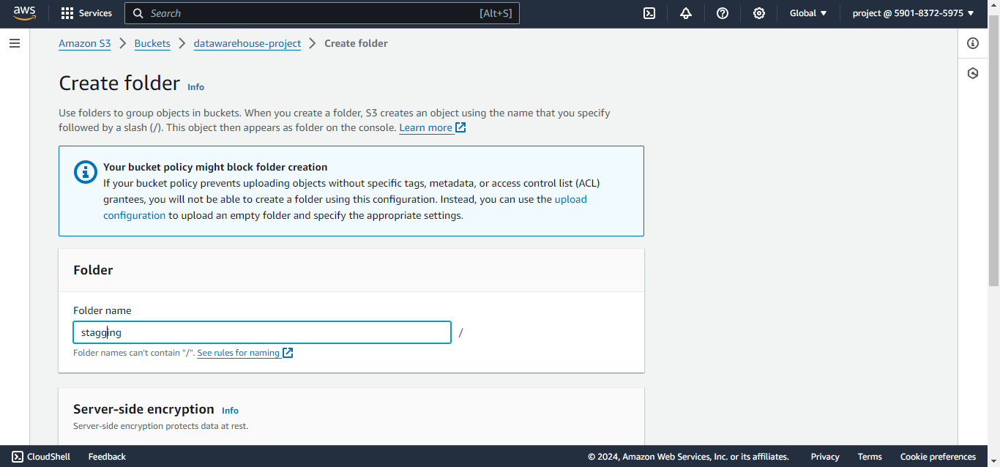 aws
Services
Search
[Alt+S]
Global
project @ 5901-8372-5975
Amazon S3
Buckets
datawarehouse-project
Create folder
Create folder Info
Use folders to group objects in buckets. When you create a folder, S3 creates an object using the name that you specify
followed by a slash (/). This object then appears as folder on the console. Learn more
Your bucket policy might block folder creation
If your bucket policy prevents uploading objects without specific tags, metadata, or access control list (ACL)
grantees, you will not be able to create a folder using this configuration. Instead, you can use the upload
configuration to upload an empty folder and specify the appropriate settings.
Folder
Folder name
stagging /
Folder names can't contain "/". See rules for naming
Server-side encryption Info
Server-side encryption protects data at rest.
CloudShell
Feedback
© 2024, Amazon Web Services, Inc. or its affiliates.
Privacy
Terms
Cookie preferences